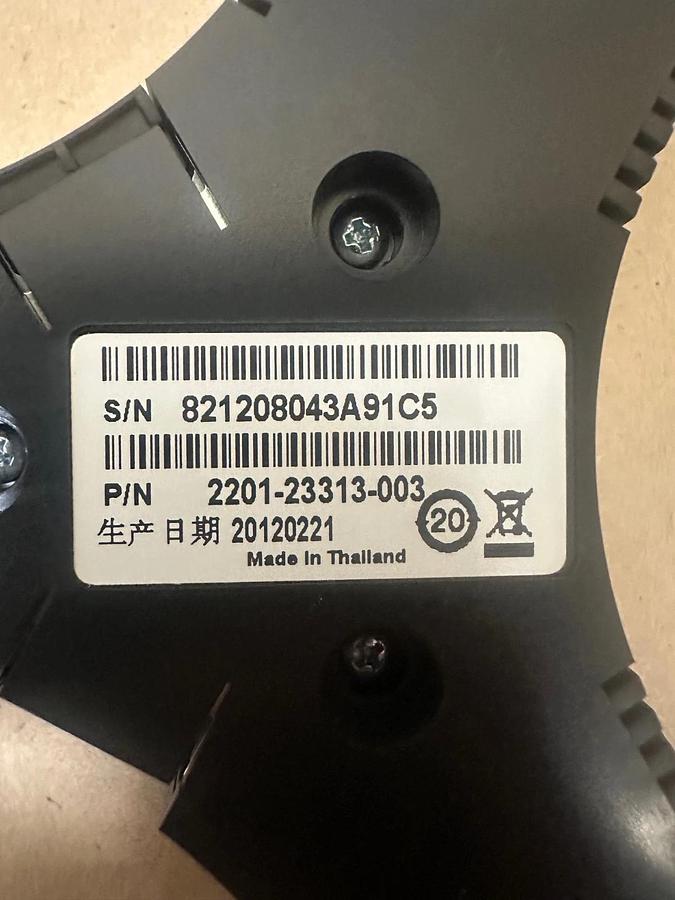 S/N 821208043A91C5
P/N 2201-23313-003
生产日期 20120221
20
Made in Thailand